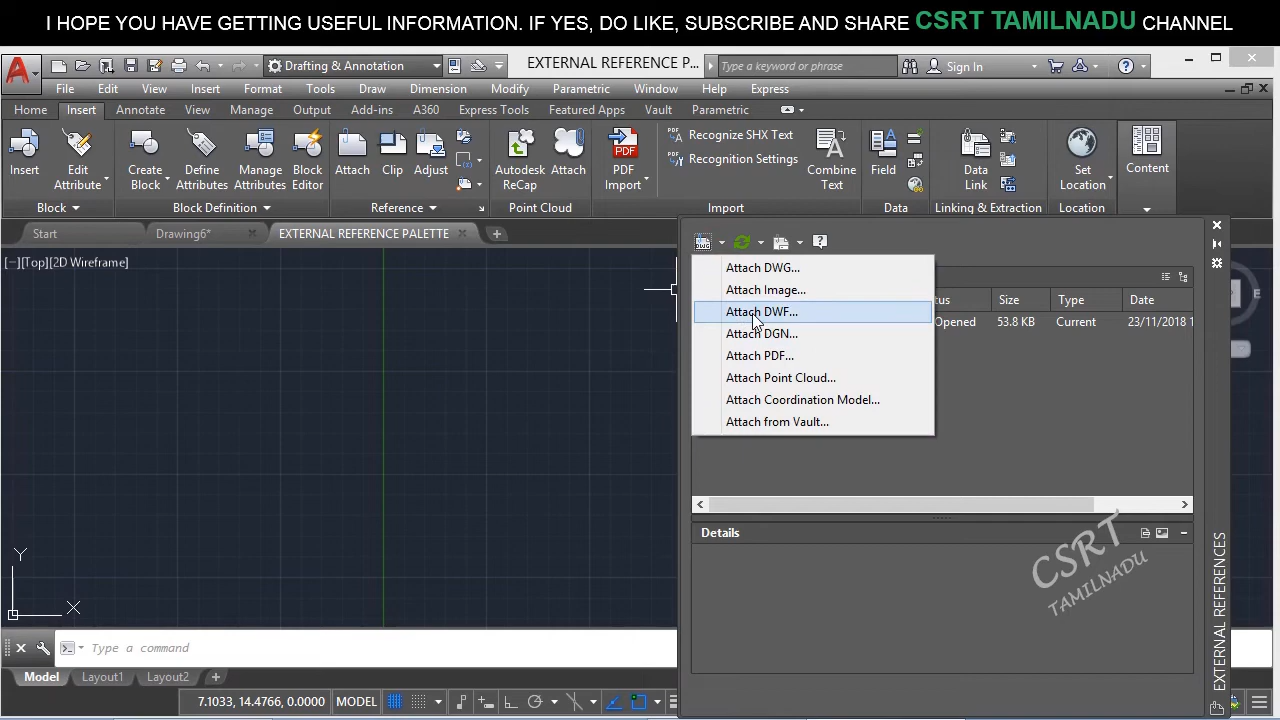 I HOPE YOU HAVE GETTING USEFUL INFORMATION. IF YES, DO LIKE, SUBSCRIBE AND SHARE CSRT TAMILNADU CHANNEL
Drafting & Annotation
EXTERNAL REFERENCE P...
Type a keyword or phrase
Sign In
File Edit View Insert Format Tools Draw Dimension Modify Parametric Window Help Express
Home Insert Annotate View Manage Output Add-ins A360 Express Tools Featured Apps Vault Parametric
Insert
Edit Attribute
Create Block
Define Attributes
Manage Attributes
Block Editor
Attach
Clip
Adjust
Autodesk ReCap
Attach
PDF
PDF Import
Recognize SHX Text
Recognition Settings
Combine Text
Field
Data Link
Set Location
Content
Block
Block Definition
Reference
Point Cloud
Import
Data
Linking & Extraction
Location
Start
Drawing6*
EXTERNAL REFERENCE PALETTE
[−][Top][2D Wireframe]
DWG
Attach DWG...
Attach Image...
Attach DWF...
Attach DGN...
Attach PDF...
Attach Point Cloud...
Attach Coordination Model...
Attach from Vault...
tus Size Type Date
Opened 53.8 KB Current 23/11/2018 1
Details
CSRT
TAMILNADU
EXTERNAL REFERENCES
Y
X
Type a command
Model Layout1 Layout2
7.1033, 14.4766, 0.0000 MODEL